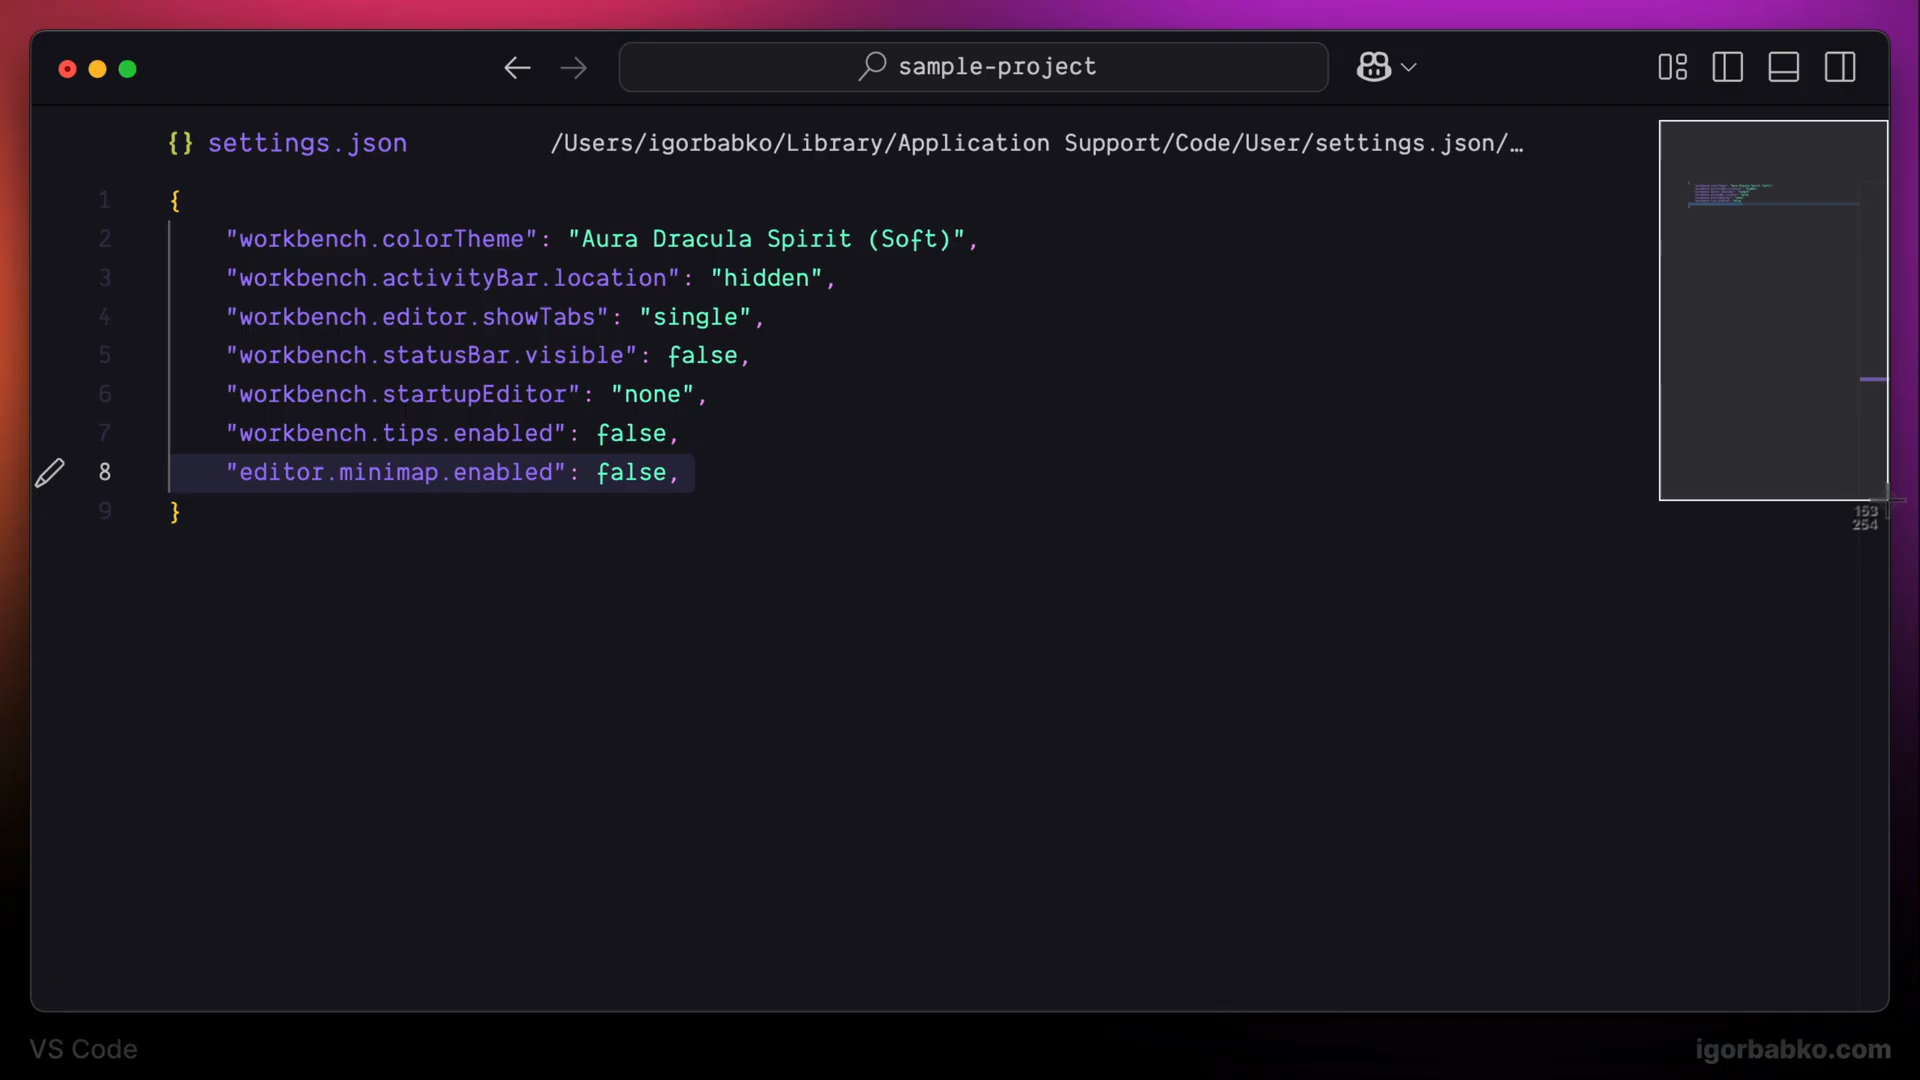 sample-project
{} settings.json /Users/igorbabko/Library/Application Support/Code/User/settings.json/…
1 {
2 "workbench.colorTheme": "Aura Dracula Spirit (Soft)",
3 "workbench.activityBar.location": "hidden",
4 "workbench.editor.showTabs": "single",
5 "workbench.statusBar.visible": false,
6 "workbench.startupEditor": "none",
7 "workbench.tips.enabled": false,
8 "editor.minimap.enabled": false,
9 }
153
254
VS Code
igorbabko.com